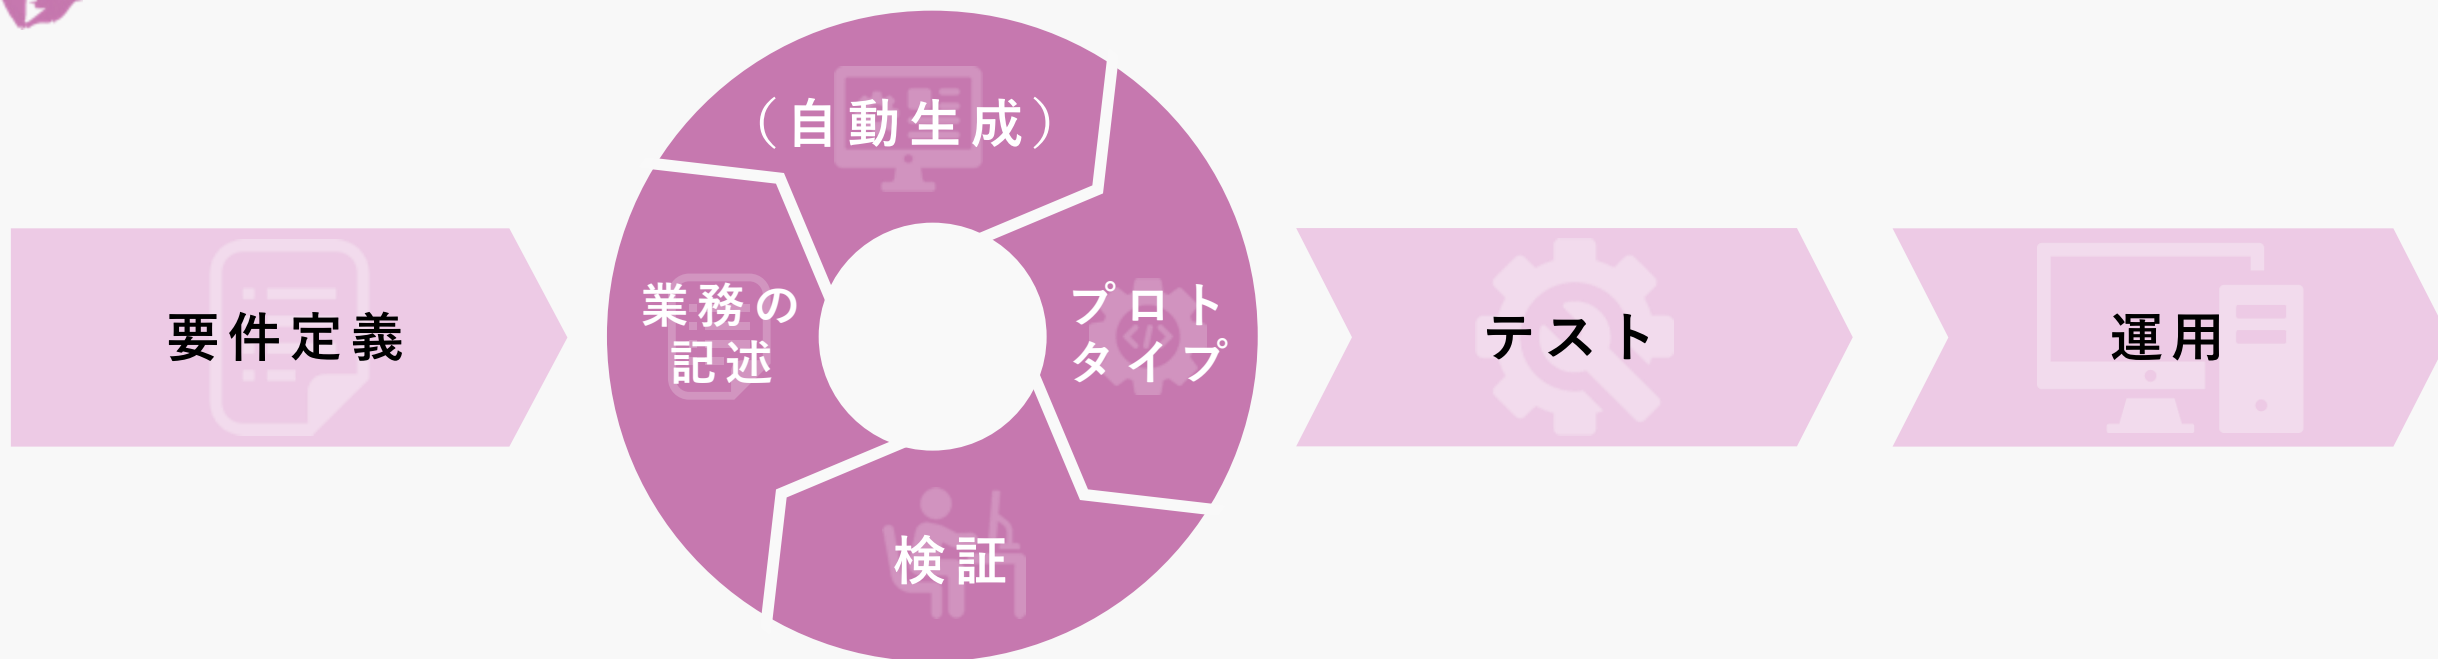 要件定義
（自動生成）
業務の
記述
プロト
タイプ
検証
テスト
運用